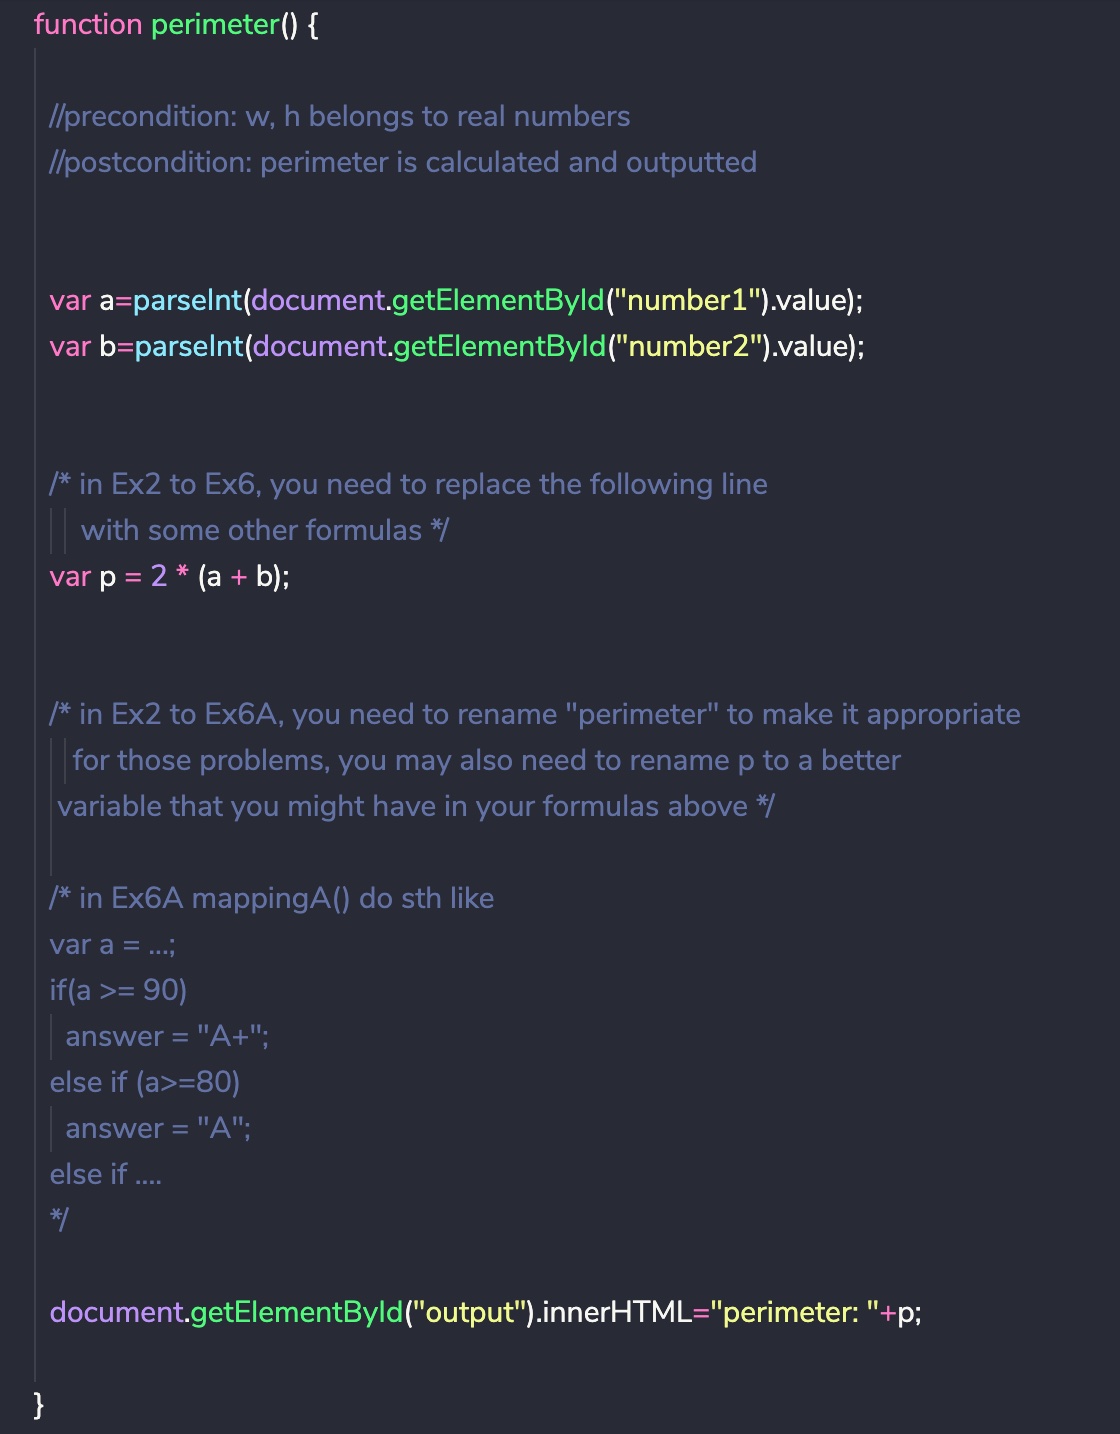 function perimeter() {
//precondition: w, h belongs to real numbers
//postcondition: perimeter is calculated and outputted
var a=parseInt(document.getElementById("number1").value);
var b=parseInt(document.getElementById("number2").value);
/* in Ex2 to Ex6, you need to replace the following line
with some other formulas */
var p = 2 * (a + b);
/* in Ex2 to Ex6A, you need to rename "perimeter" to make it appropriate
for those problems, you may also need to rename p to a better
variable that you might have in your formulas above */
/* in Ex6A mappingA() do sth like
var a = ...;
if(a >= 90)
answer = "A+";
else if (a>=80)
answer = "A";
else if ....
*/
document.getElementById("output").innerHTML="perimeter: "+p;
}